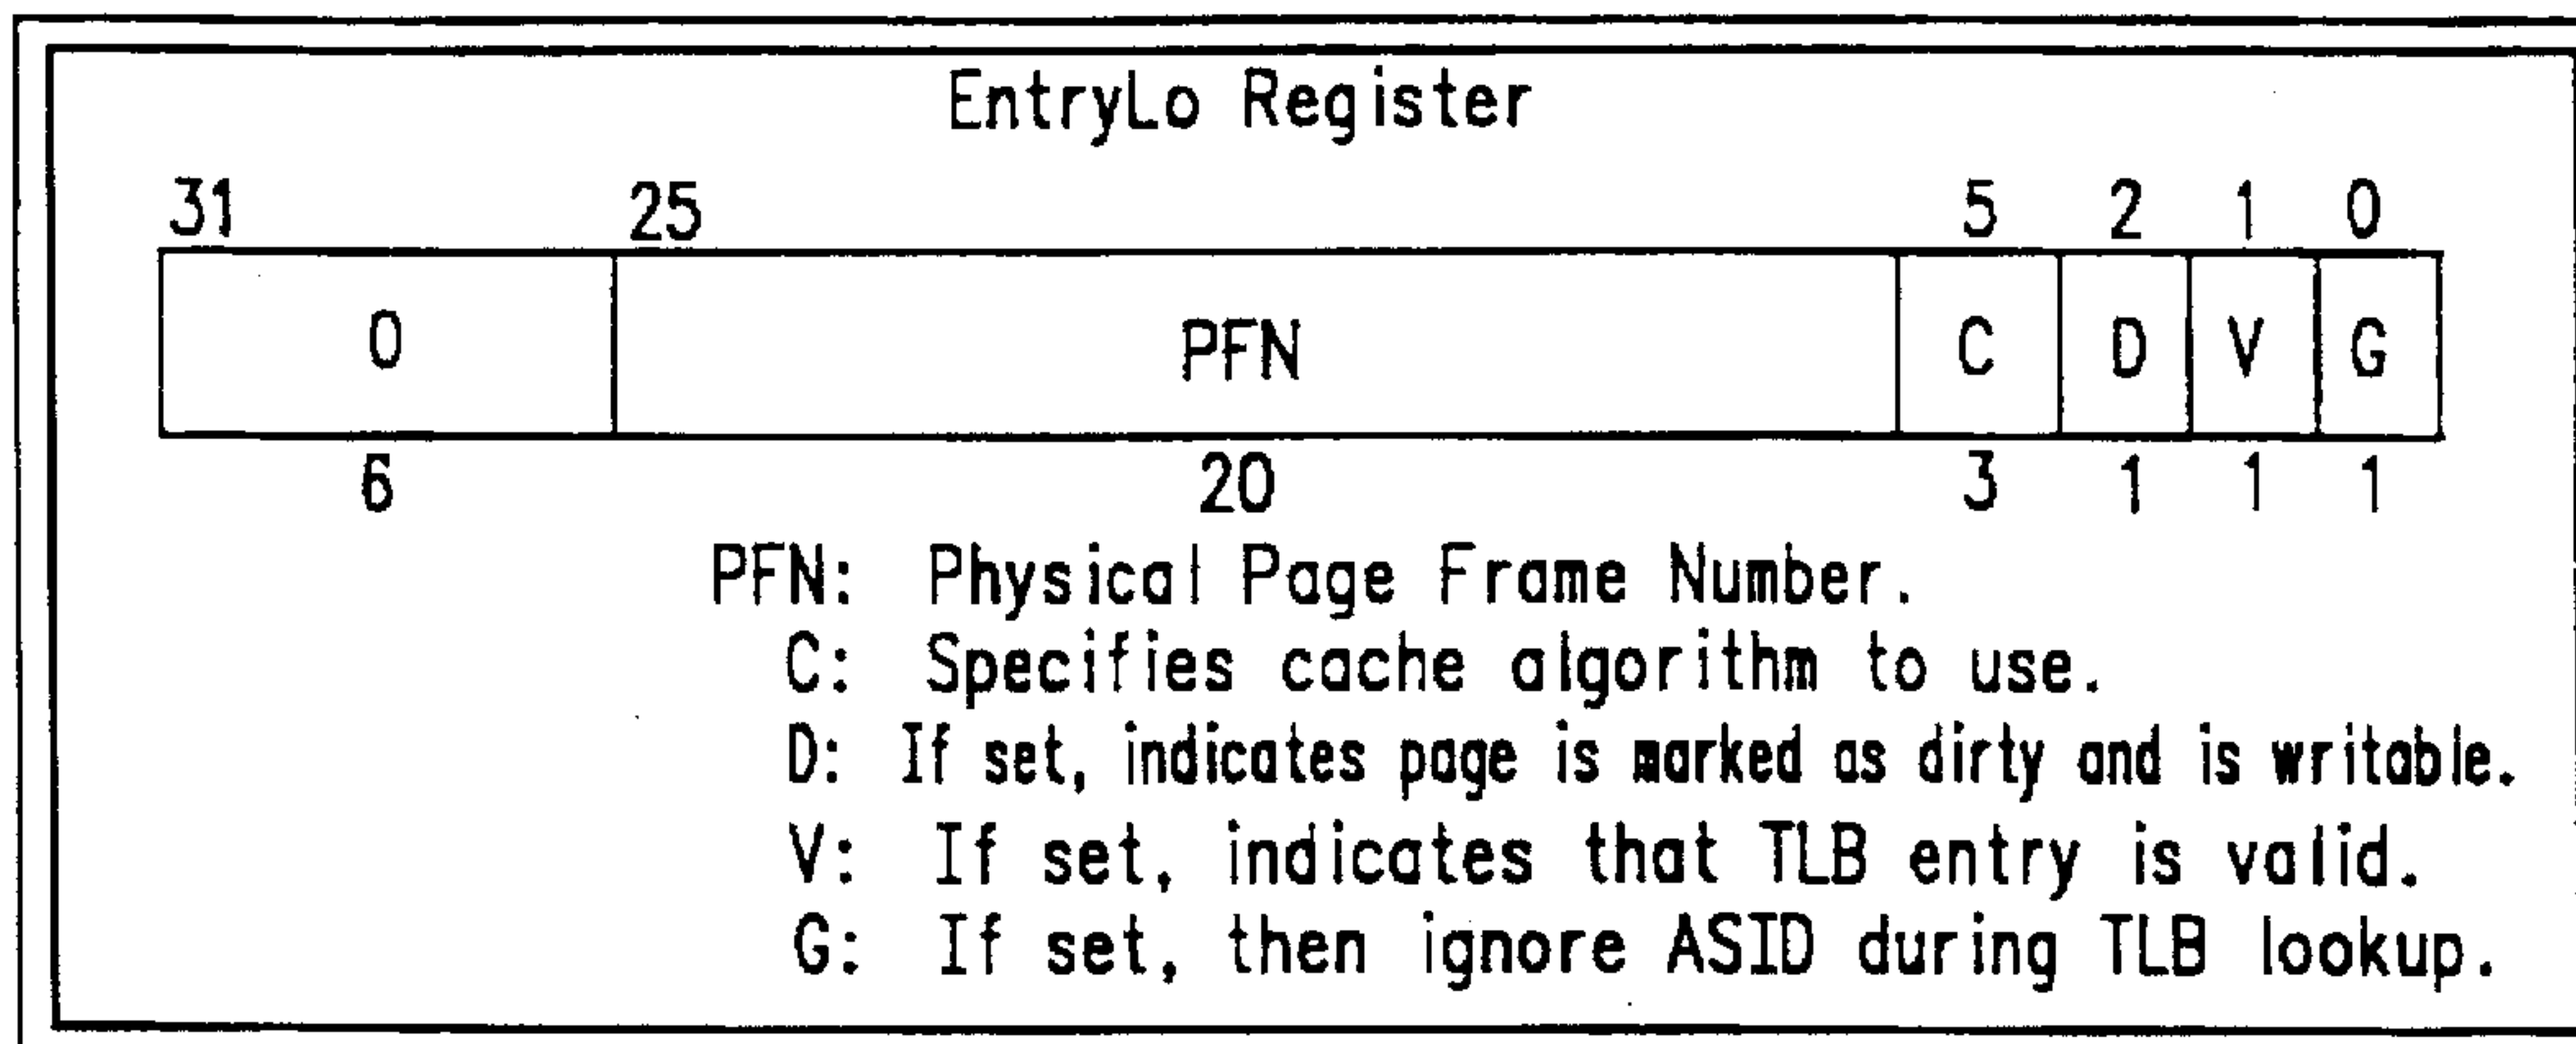 EntryLo Register
31 25 5 2 1 0
0 PFN C D V G
6 20 3 1 1 1
PFN: Physical Page Frame Number.
C: Specifies cache algorithm to use.
D: If set, indicates page is marked as dirty and is writable.
V: If set, indicates that TLB entry is valid.
G: If set, then ignore ASID during TLB lookup.